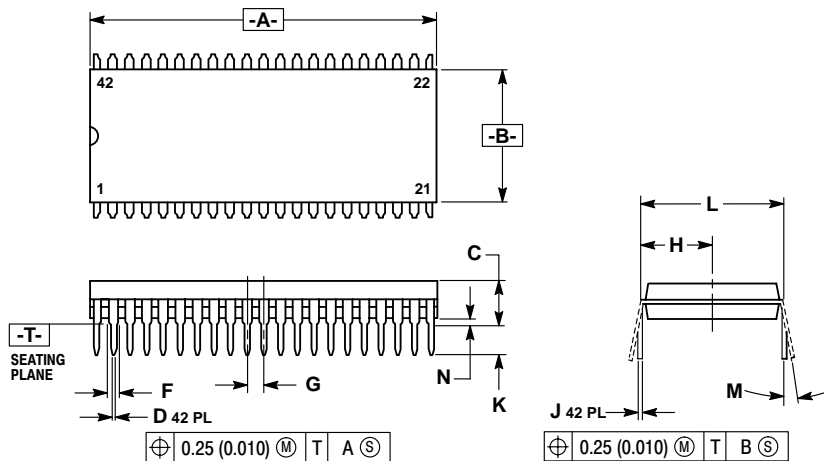 -A-
42 22
-B-
1 21
L
H
C
-T-
SEATING
PLANE
F
G
N
K
M
D 42 PL
J 42 PL
⌖ 0.25 (0.010) Ⓜ T A Ⓢ
⌖ 0.25 (0.010) Ⓜ T B Ⓢ